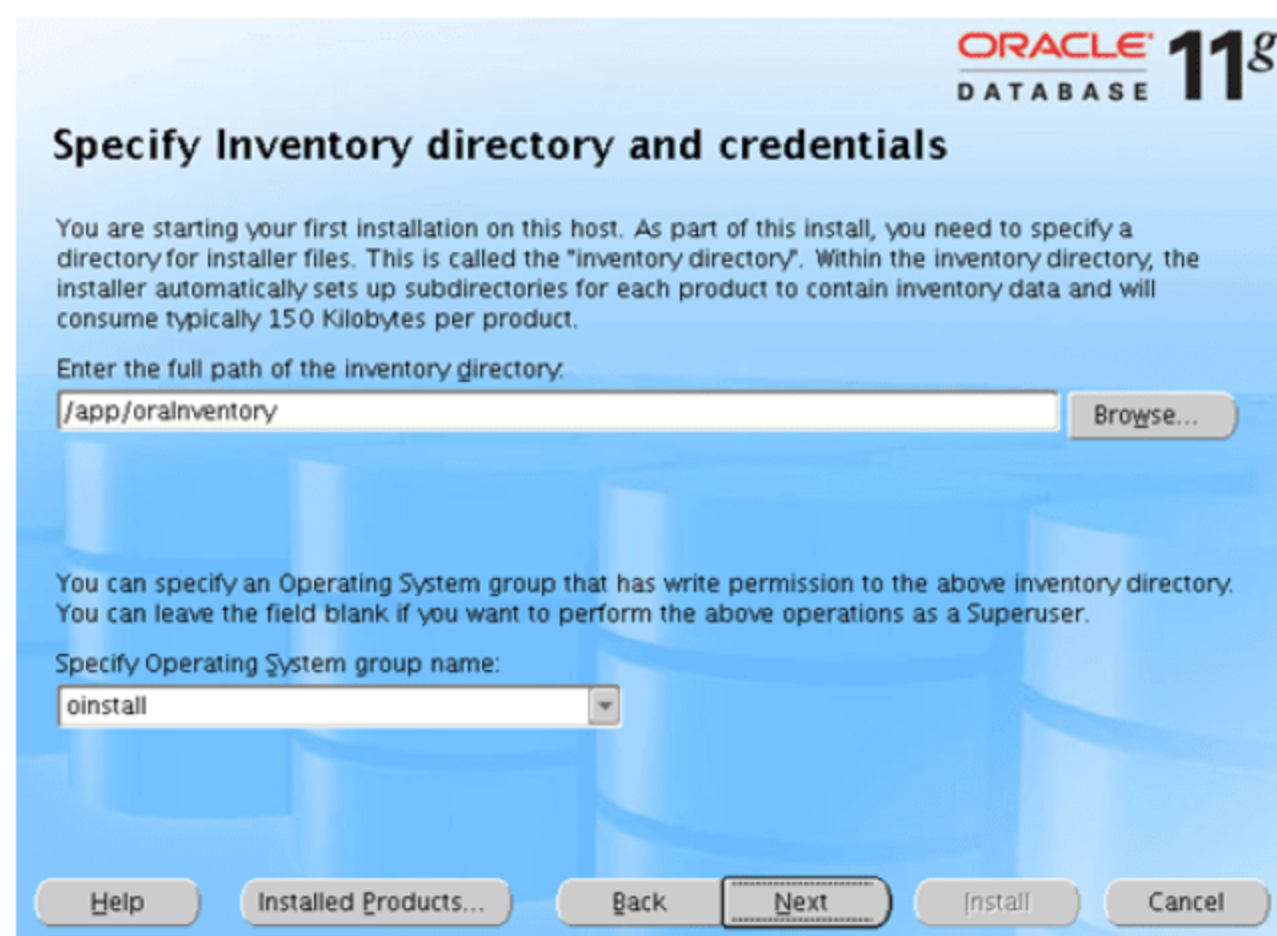 ORACLE 11g
DATABASE
Specify Inventory directory and credentials
You are starting your first installation on this host. As part of this install, you need to specify a
directory for installer files. This is called the "inventory directory". Within the inventory directory, the
installer automatically sets up subdirectories for each product to contain inventory data and will
consume typically 150 Kilobytes per product.
Enter the full path of the inventory directory:
/app/oraInventory
Browse...
You can specify an Operating System group that has write permission to the above inventory directory.
You can leave the field blank if you want to perform the above operations as a Superuser.
Specify Operating System group name:
oinstall
Help Installed Products... Back Next Install Cancel